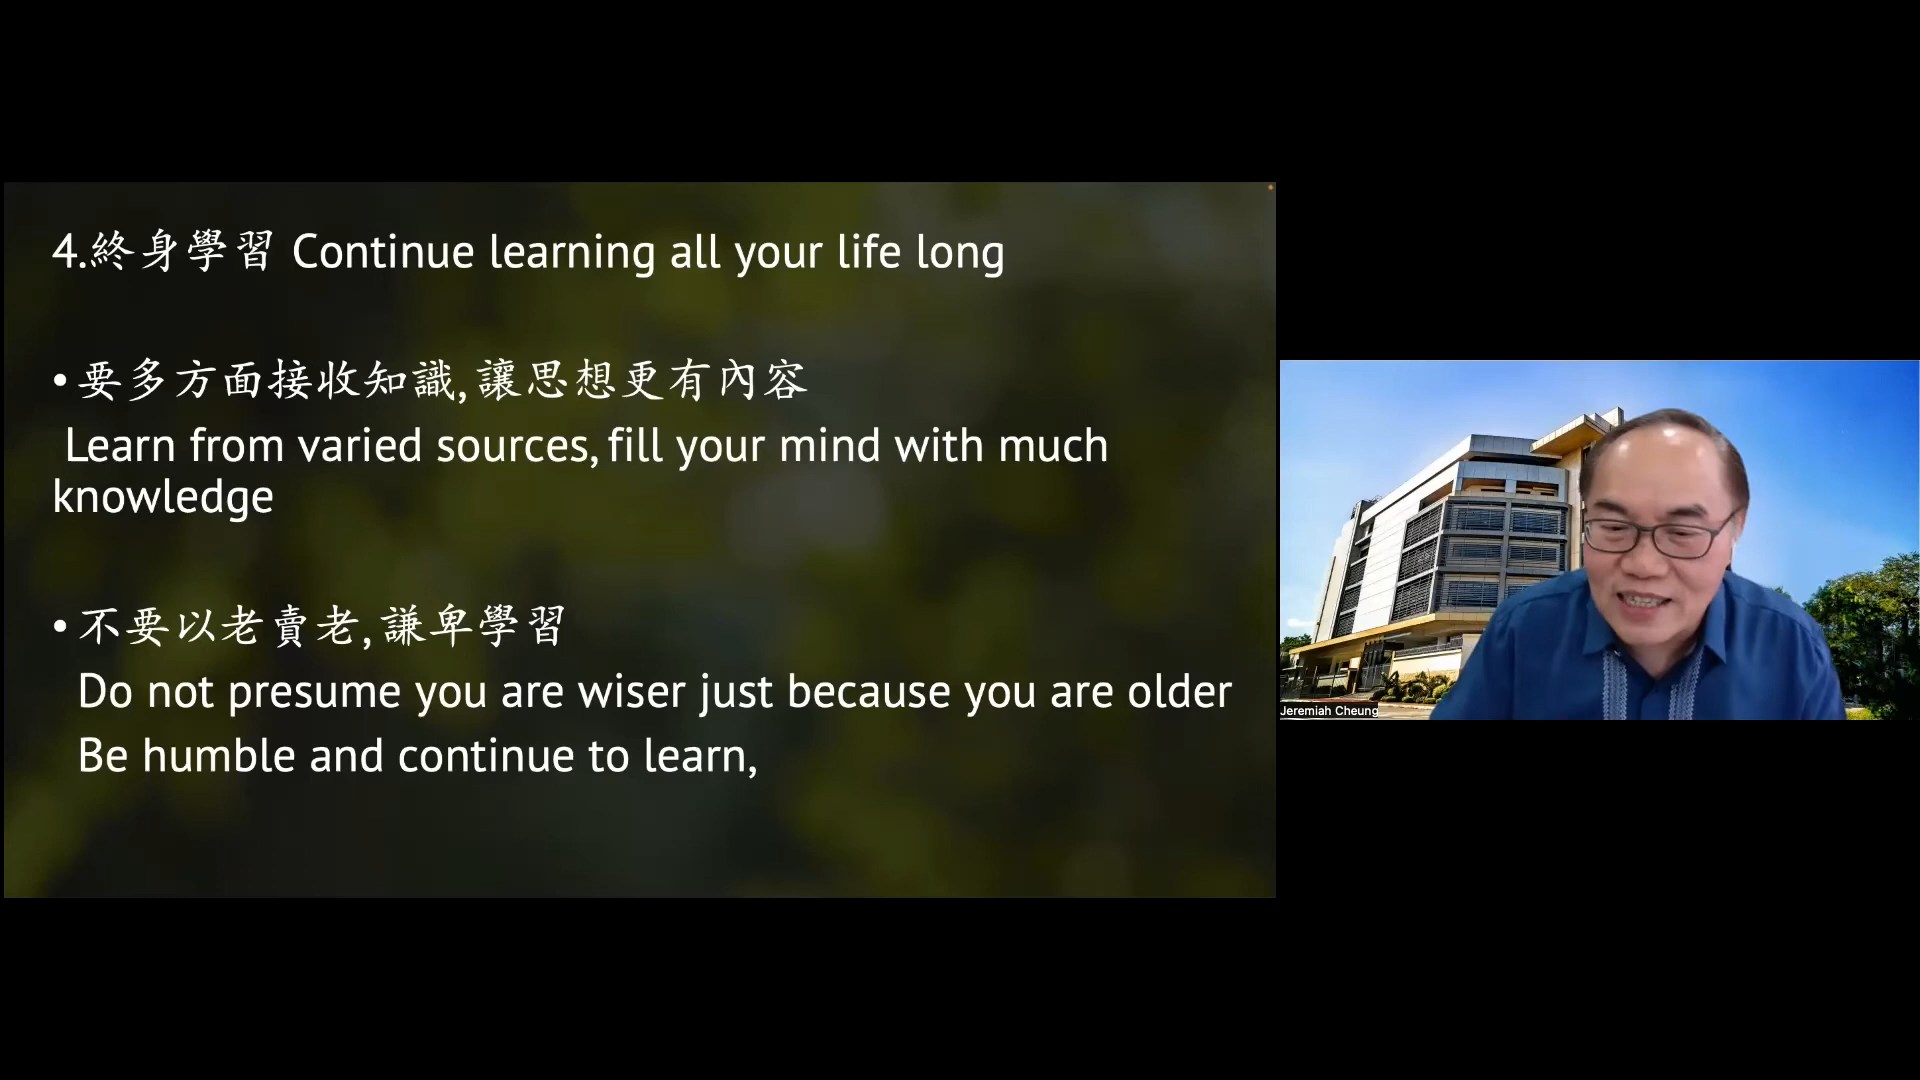 4.終身學習 Continue learning all your life long
•要多方面接收知識,讓思想更有內容
Learn from varied sources, fill your mind with much
knowledge
•不要以老賣老,謙卑學習
Do not presume you are wiser just because you are older
Be humble and continue to learn,
Jeremiah Cheung